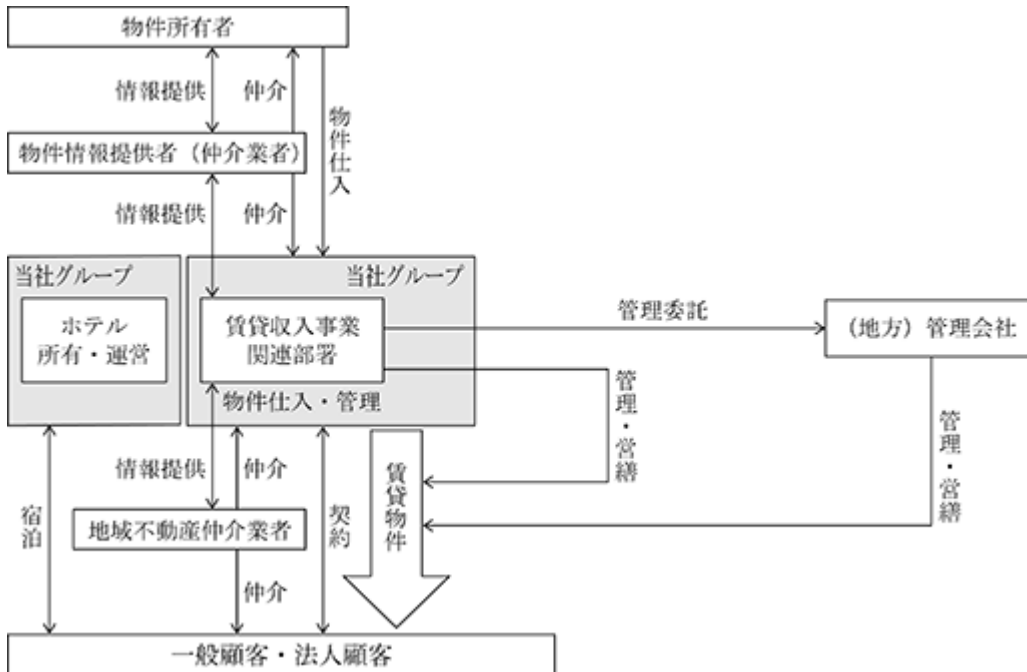 物件所有者
情報提供
仲介
物件仕入
物件情報提供者（仲介業者）
情報提供
仲介
当社グループ
ホテル
所有・運営
当社グループ
賃貸収入事業
関連部署
物件仕入・管理
管理委託
（地方）管理会社
管理・営繕
管理・営繕
情報提供
仲介
宿泊
地域不動産仲介業者
契約
賃貸物件
仲介
一般顧客・法人顧客